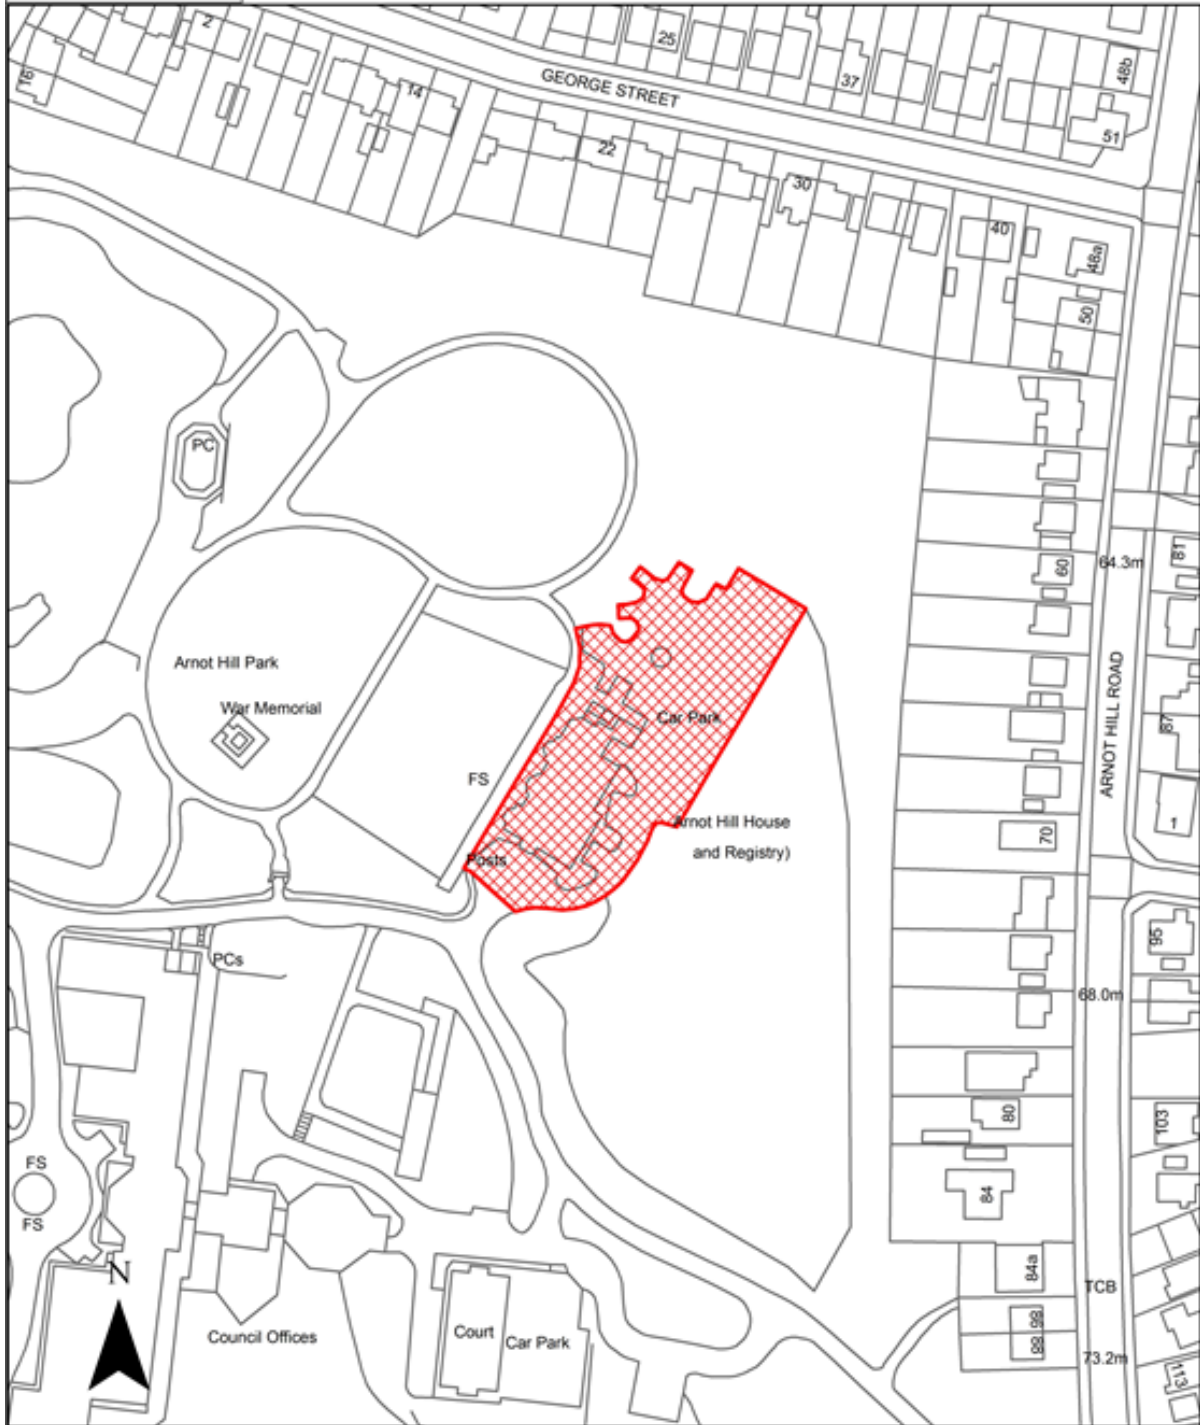 2
25
16
14
GEORGE STREET
37
48b
51
22
30
40
48a
50
PC
60
64.3m
81
Arnot Hill Park
War Memorial
Car Park
ARNOT HILL ROAD
87
FS
Arnot Hill House
and Registry)
1
70
Posts
95
PCs
68.0m
80
103
FS
84
FS
N
84a
TCB
Council Offices
Court
Car Park
86
88
73.2m
113